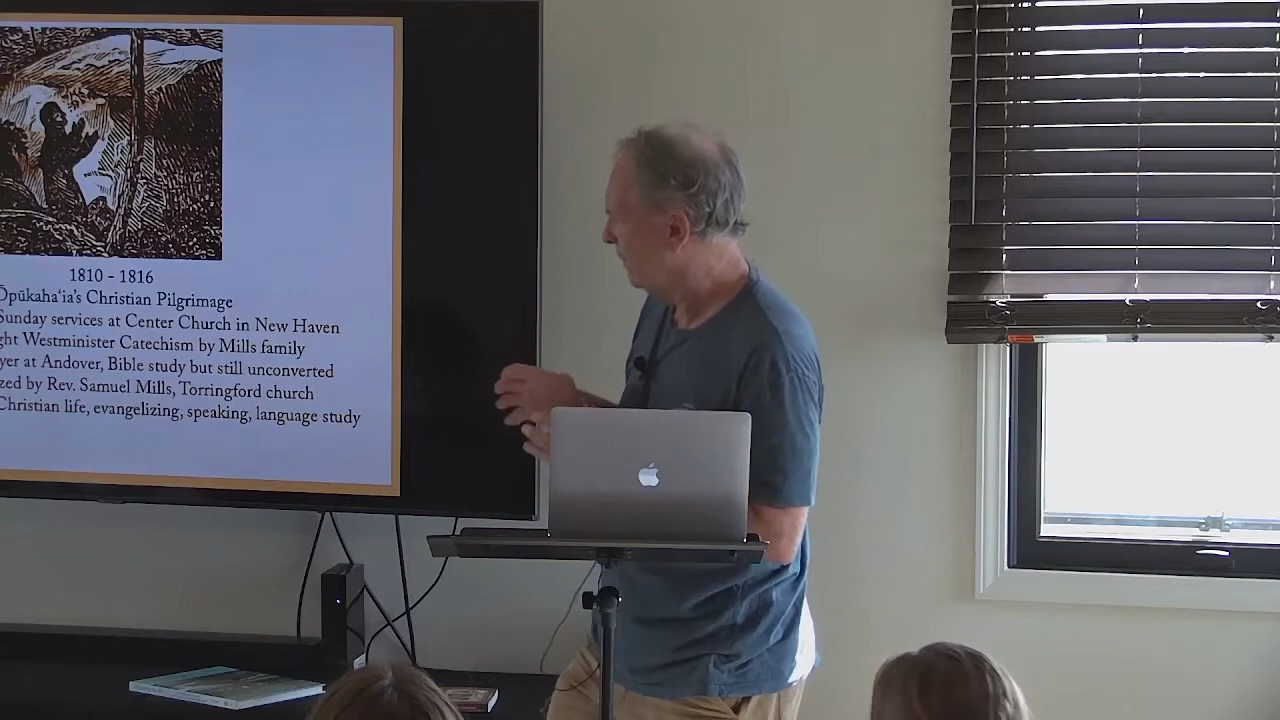 1810 - 1816
Ōpūkaha‘ia’s Christian Pilgrimage
Sunday services at Center Church in New Haven
ght Westminister Catechism by Mills family
yer at Andover, Bible study but still unconverted
zed by Rev. Samuel Mills, Torringford church
Christian life, evangelizing, speaking, language study